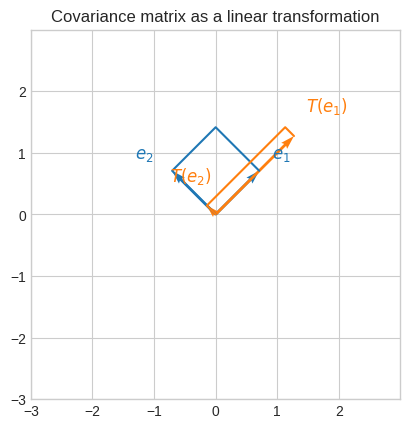 Covariance matrix as a linear transformation
2
1
0
−1
−2
−3
T(e₁)
e₂
e₁
T(e₂)
−3 −2 −1 0 1 2